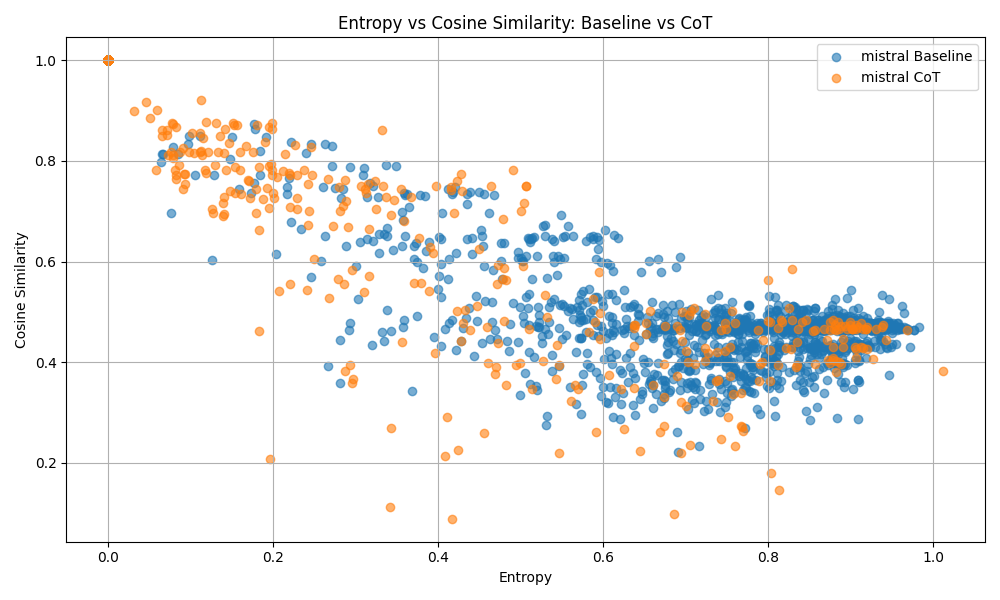 Entropy vs Cosine Similarity: Baseline vs CoT
mistral Baseline
mistral CoT
Cosine Similarity
1.0
0.8
0.6
0.4
0.2
0.0 0.2 0.4 0.6 0.8 1.0
Entropy